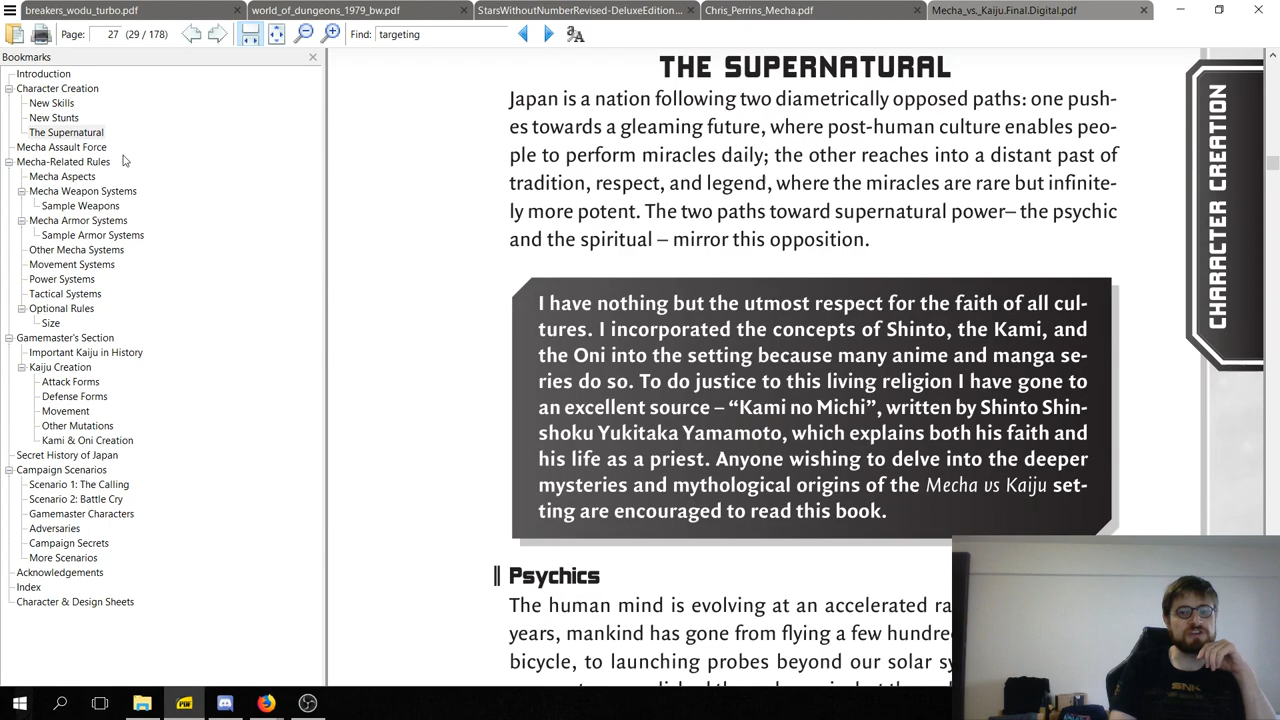 breakers_wodu_turbo.pdf
world_of_dungeons_1979_bw.pdf
StarsWithoutNumberRevised-DeluxeEdition...
Chris_Perrins_Mecha.pdf
Mecha_vs._Kaiju.Final.Digital.pdf
Page: 27 (29 / 178)
Find: targeting
Bookmarks
Introduction
Character Creation
New Skills
New Stunts
The Supernatural
Mecha Assault Force
Mecha-Related Rules
Mecha Aspects
Mecha Weapon Systems
Sample Weapons
Mecha Armor Systems
Sample Armor Systems
Other Mecha Systems
Movement Systems
Power Systems
Tactical Systems
Optional Rules
Size
Gamemaster's Section
Important Kaiju in History
Kaiju Creation
Attack Forms
Defense Forms
Movement
Other Mutations
Kami & Oni Creation
Secret History of Japan
Campaign Scenarios
Scenario 1: The Calling
Scenario 2: Battle Cry
Gamemaster Characters
Adversaries
Campaign Secrets
More Scenarios
Acknowledgements
Index
Character & Design Sheets
THE SUPERNATURAL
Japan is a nation following two diametrically opposed paths: one push-
es towards a gleaming future, where post-human culture enables peo-
ple to perform miracles daily; the other reaches into a distant past of
tradition, respect, and legend, where the miracles are rare but infinite-
ly more potent. The two paths toward supernatural power– the psychic
and the spiritual – mirror this opposition.
I have nothing but the utmost respect for the faith of all cul-
tures. I incorporated the concepts of Shinto, the Kami, and
the Oni into the setting because many anime and manga se-
ries do so. To do justice to this living religion I have gone to
an excellent source – “Kami no Michi”, written by Shinto Shin-
shoku Yukitaka Yamamoto, which explains both his faith and
his life as a priest. Anyone wishing to delve into the deeper
mysteries and mythological origins of the Mecha vs Kaiju set-
ting are encouraged to read this book.
Psychics
The human mind is evolving at an accelerated
years, mankind has gone from flying a few
bicycle, to launching probes beyond our solar
CHARACTER CREATION
SNK